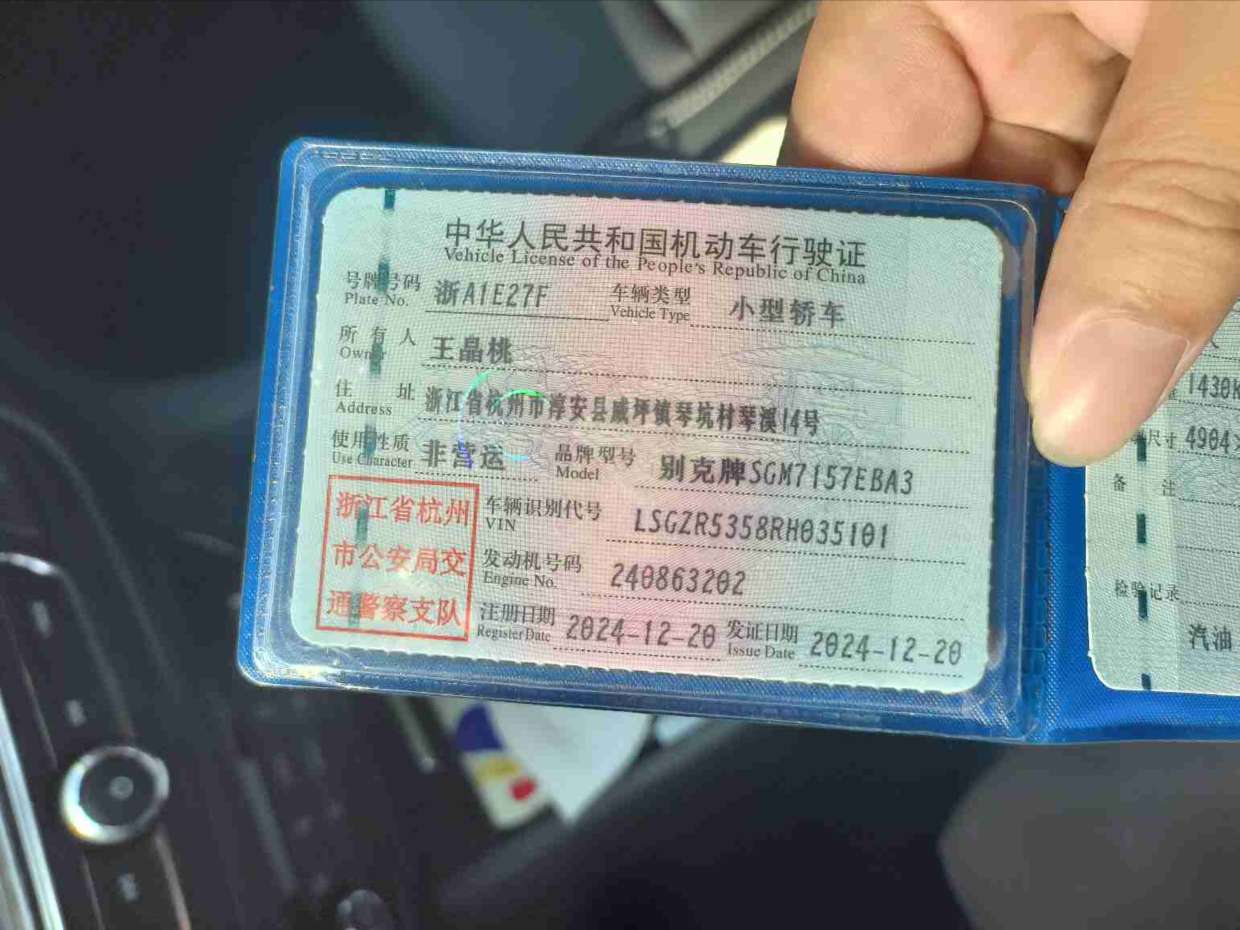 中华人民共和国机动车行驶证
Vehicle License of the People's Republic of China
号牌号码 浙A1E27F 车辆类型 小型轿车
Plate No. Vehicle Type
所有人 王晶桃
Owner
住址 浙江省杭州市淳安县威坪镇琴坑村琴溪14号
Address
使用性质 非营运 品牌型号 别克牌SGM7157EBA3
Use Character Model
浙江省杭州
市公安局交
通警察支队
车辆识别代号 LSGZR5358RH035101
VIN
发动机号码 240863202
Engine No.
注册日期 2024-12-20 发证日期 2024-12-20
Register Date Issue Date
人
1430K
尺寸 4904×
备注
检验记录
汽油